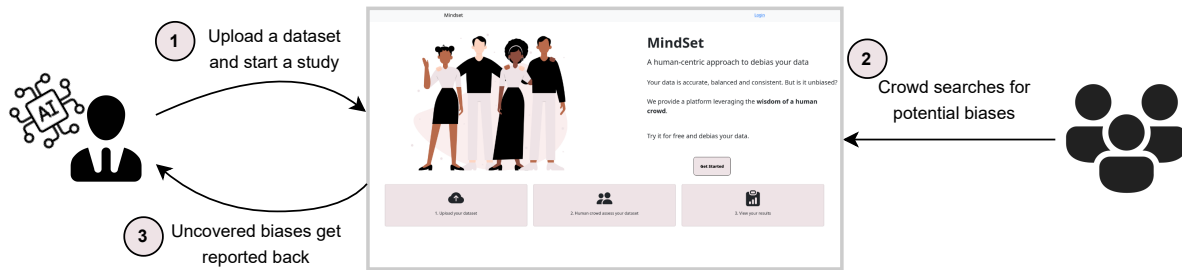 1
Upload a dataset
and start a study
AI
3
Uncovered biases get
reported back
Mindset
Login
MindSet
A human-centric approach to debias your data
Your data is accurate, balanced and consistent. But is it unbiased?
We provide a platform leveraging the wisdom of a human
crowd.
Try it for free and debias your data.
Get Started
1. Upload your dataset
2. Human crowd assess your dataset
3. View your results
2
Crowd searches for
potential biases